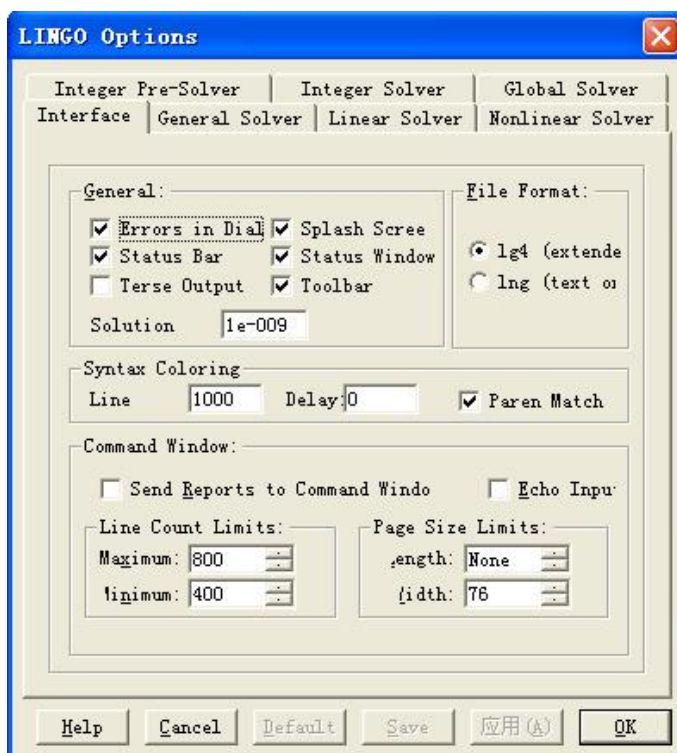 LINGO Options
Integer Pre-Solver Integer Solver Global Solver
Interface General Solver Linear Solver Nonlinear Solver
General:
Errors in Dial Splash Scree
Status Bar Status Window
Terse Output Toolbar
Solution 1e-009
File Format:
lg4 (extende
lng (text or
Syntax Coloring
Line 1000 Delay: 0 Paren Match
Command Window:
Send Reports to Command Windo Echo Inpu
Line Count Limits:
Maximum: 800
Minimum: 400
Page Size Limits:
ength: None
idth: 76
Help Cancel Default Save 应用(A) OK